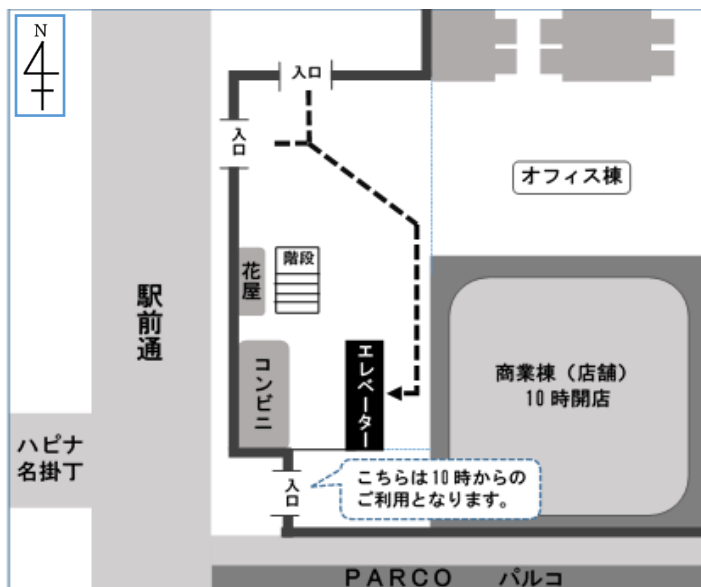 N
入口
入口
オフィス棟
階段
花屋
駅前通
コンビニ
エレベーター
商業棟（店舗）
10時開店
ハピナ
名掛丁
入口
こちらは10時からの
ご利用となります。
PARCO パルコ